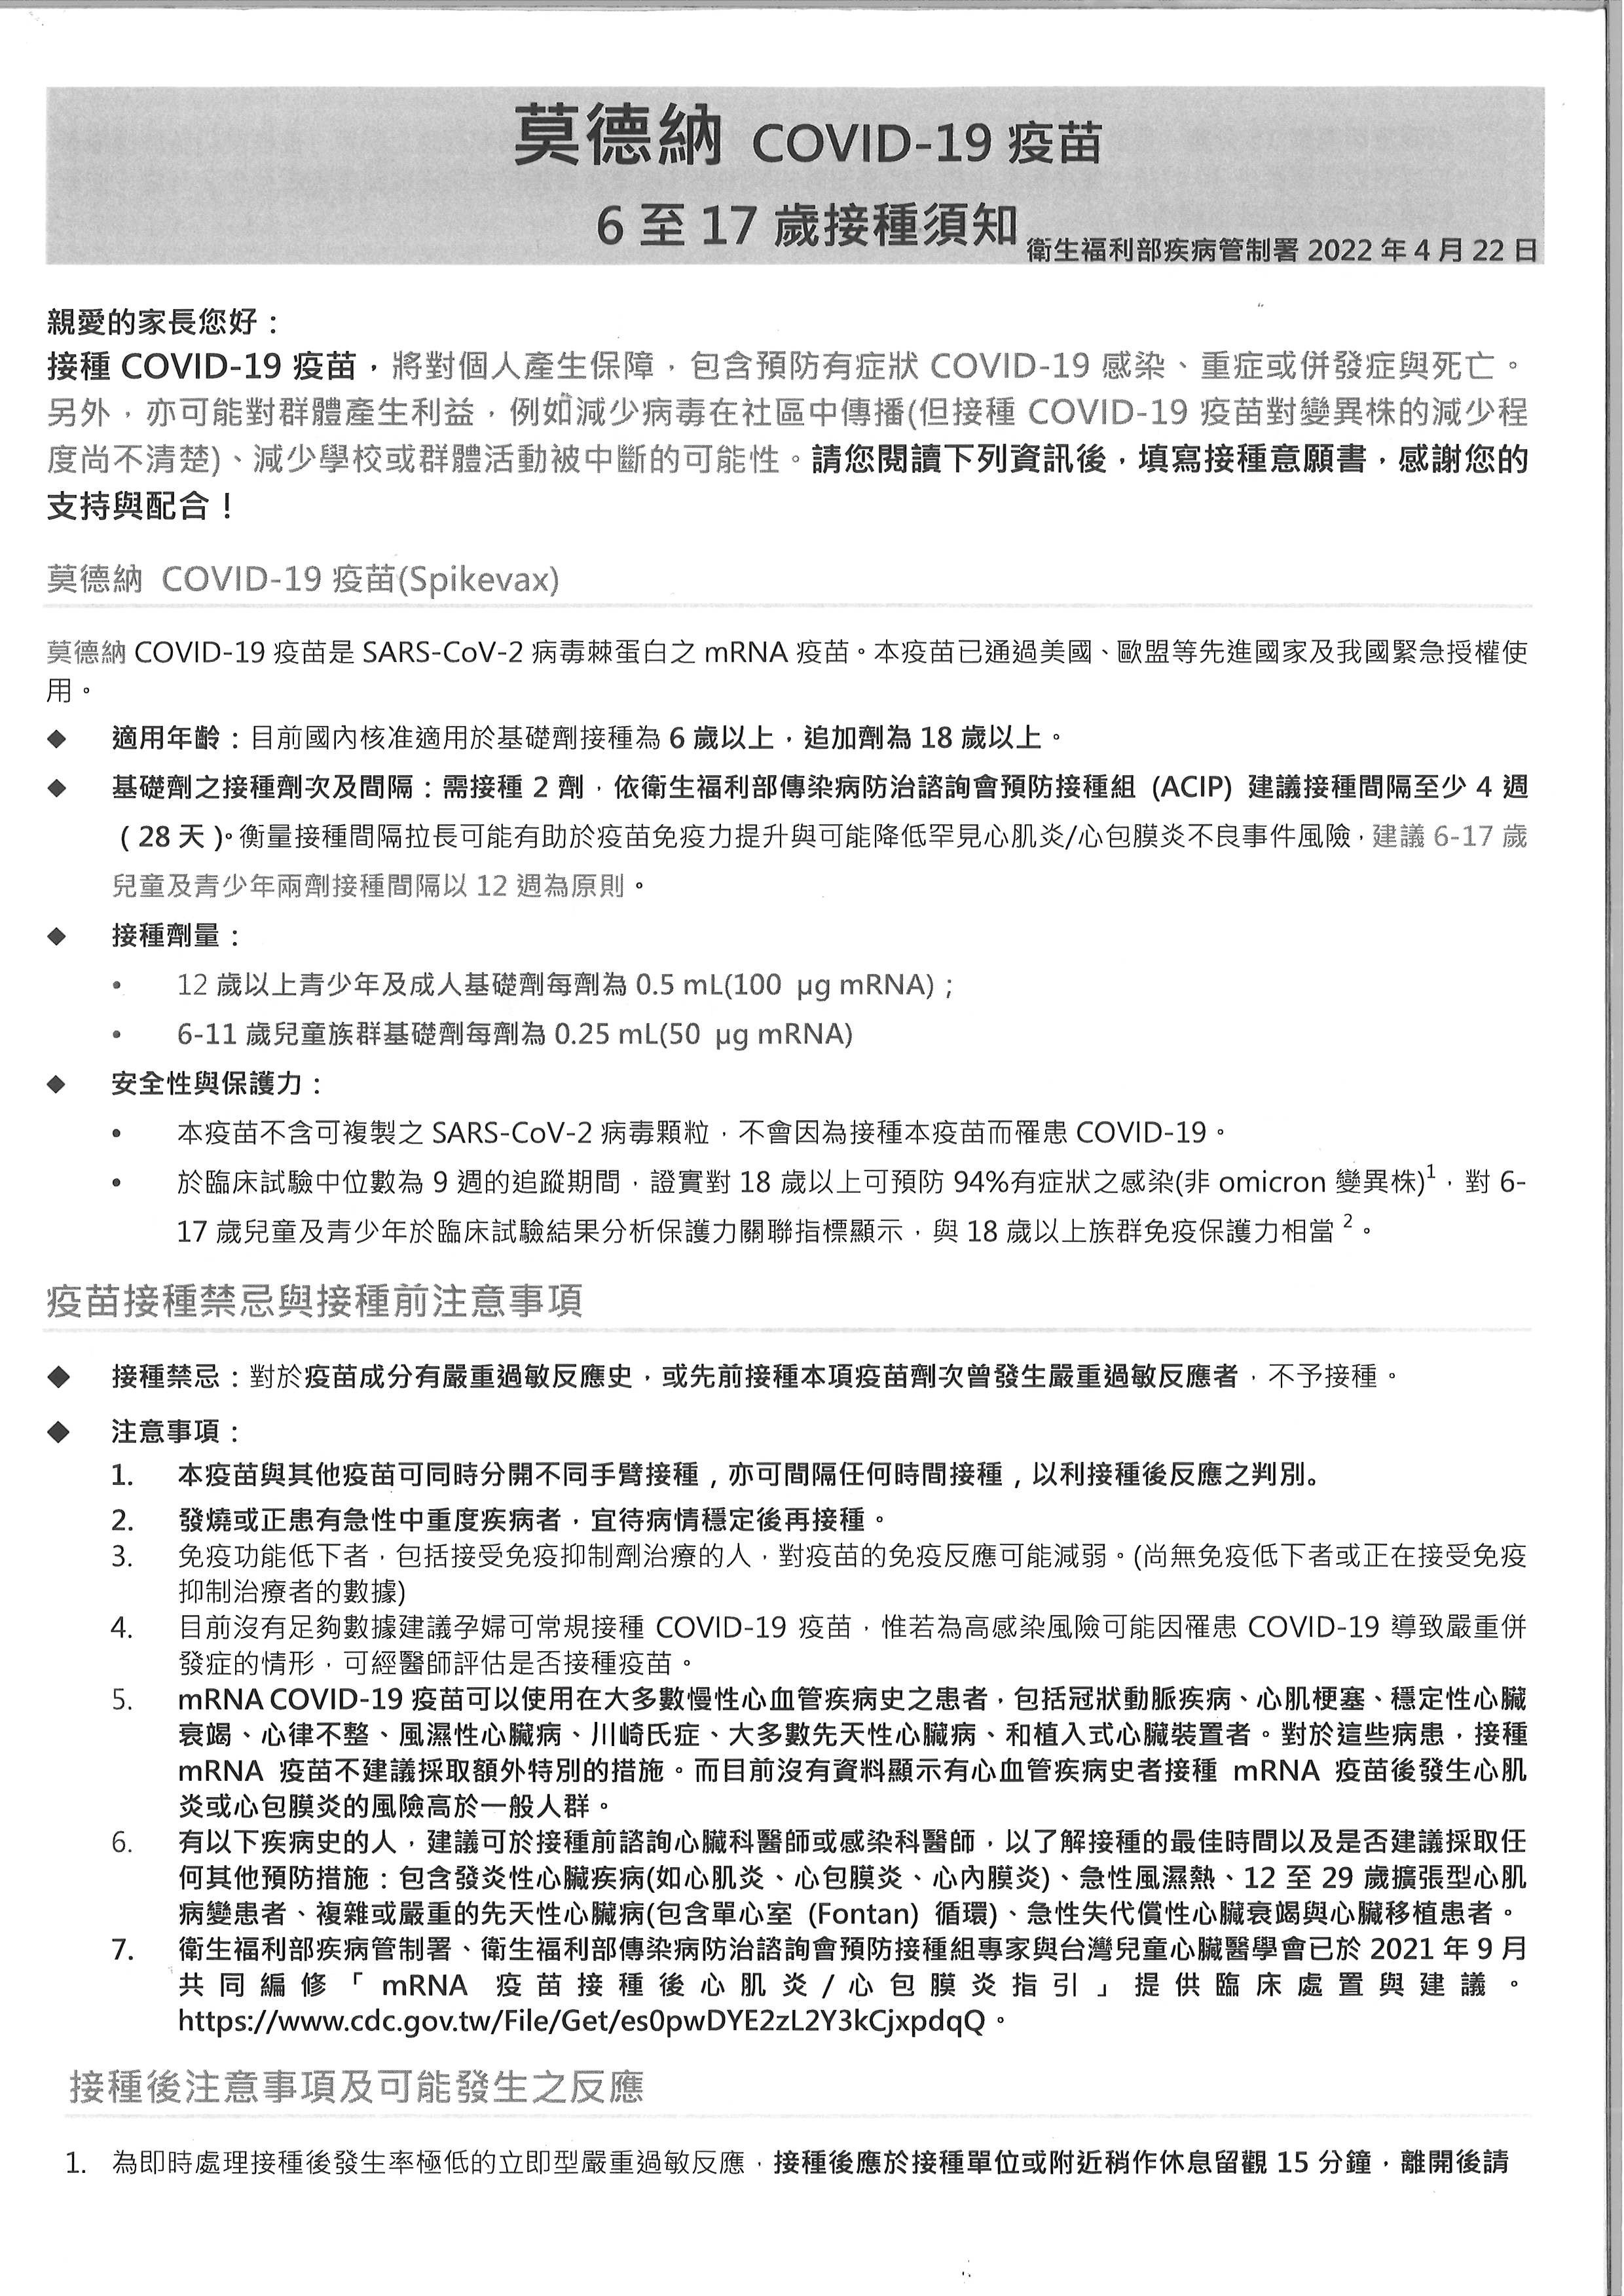 莫德納 COVID-19 疫苗
6 至 17 歲接種須知
衛生福利部疾病管制署 2022 年 4 月 22 日
親愛的家長您好：
接種 COVID-19 疫苗，將對個人產生保障，包含預防有症狀 COVID-19 感染、重症或併發症與死亡。
另外，亦可能對群體產生利益，例如減少病毒在社區中傳播(但接種 COVID-19 疫苗對變異株的減少程
度尚不清楚)、減少學校或群體活動被中斷的可能性。請您閱讀下列資訊後，填寫接種意願書，感謝您的
支持與配合！
莫德納 COVID-19 疫苗(Spikevax)
莫德納 COVID-19 疫苗是 SARS-CoV-2 病毒棘蛋白之 mRNA 疫苗。本疫苗已通過美國、歐盟等先進國家及我國緊急授權使
用。
◆ 適用年齡：目前國內核准適用於基礎劑接種為 6 歲以上，追加劑為 18 歲以上。
◆ 基礎劑之接種劑次及間隔：需接種 2 劑，依衛生福利部傳染病防治諮詢會預防接種組 (ACIP) 建議接種間隔至少 4 週
( 28 天 )。衡量接種間隔拉長可能有助於疫苗免疫力提升與可能降低罕見心肌炎/心包膜炎不良事件風險，建議 6-17 歲
兒童及青少年兩劑接種間隔以 12 週為原則。
◆ 接種劑量：
• 12 歲以上青少年及成人基礎劑每劑為 0.5 mL(100 μg mRNA)；
• 6-11 歲兒童族群基礎劑每劑為 0.25 mL(50 μg mRNA)
◆ 安全性與保護力：
• 本疫苗不含可複製之 SARS-CoV-2 病毒顆粒，不會因為接種本疫苗而罹患 COVID-19。
• 於臨床試驗中位數為 9 週的追蹤期間，證實對 18 歲以上可預防 94%有症狀之感染(非 omicron 變異株)1，對 6-
17 歲兒童及青少年於臨床試驗結果分析保護力關聯指標顯示，與 18 歲以上族群免疫保護力相當 2。
疫苗接種禁忌與接種前注意事項
◆ 接種禁忌：對於疫苗成分有嚴重過敏反應史，或先前接種本項疫苗劑次曾發生嚴重過敏反應者，不予接種。
◆ 注意事項：
1. 本疫苗與其他疫苗可同時分開不同手臂接種，亦可間隔任何時間接種，以利接種後反應之判別。
2. 發燒或正患有急性中重度疾病者，宜待病情穩定後再接種。
3. 免疫功能低下者，包括接受免疫抑制劑治療的人，對疫苗的免疫反應可能減弱。(尚無免疫低下者或正在接受免疫
抑制治療者的數據)
4. 目前沒有足夠數據建議孕婦可常規接種 COVID-19 疫苗，惟若為高感染風險可能因罹患 COVID-19 導致嚴重併
發症的情形，可經醫師評估是否接種疫苗。
5. mRNA COVID-19 疫苗可以使用在大多數慢性心血管疾病史之患者，包括冠狀動脈疾病、心肌梗塞、穩定性心臟
衰竭、心律不整、風濕性心臟病、川崎氏症、大多數先天性心臟病、和植入式心臟裝置者。對於這些病患，接種
mRNA 疫苗不建議採取額外特別的措施。而目前沒有資料顯示有心血管疾病史者接種 mRNA 疫苗後發生心肌
炎或心包膜炎的風險高於一般人群。
6. 有以下疾病史的人，建議可於接種前諮詢心臟科醫師或感染科醫師，以了解接種的最佳時間以及是否建議採取任
何其他預防措施：包含發炎性心臟疾病(如心肌炎、心包膜炎、心內膜炎)、急性風濕熱、12 至 29 歲擴張型心肌
病變患者、複雜或嚴重的先天性心臟病(包含單心室 (Fontan) 循環)、急性失代償性心臟衰竭與心臟移植患者。
7. 衛生福利部疾病管制署、衛生福利部傳染病防治諮詢會預防接種組專家與台灣兒童心臟醫學會已於 2021 年 9 月
共同編修「 mRNA 疫苗接種後心肌炎/心包膜炎指引」提供臨床處置與建議。
https://www.cdc.gov.tw/File/Get/es0pwDYE2zL2Y3kCjxpdqQ。
接種後注意事項及可能發生之反應
1. 為即時處理接種後發生率極低的立即型嚴重過敏反應，接種後應於接種單位或附近稍作休息留觀 15 分鐘，離開後請